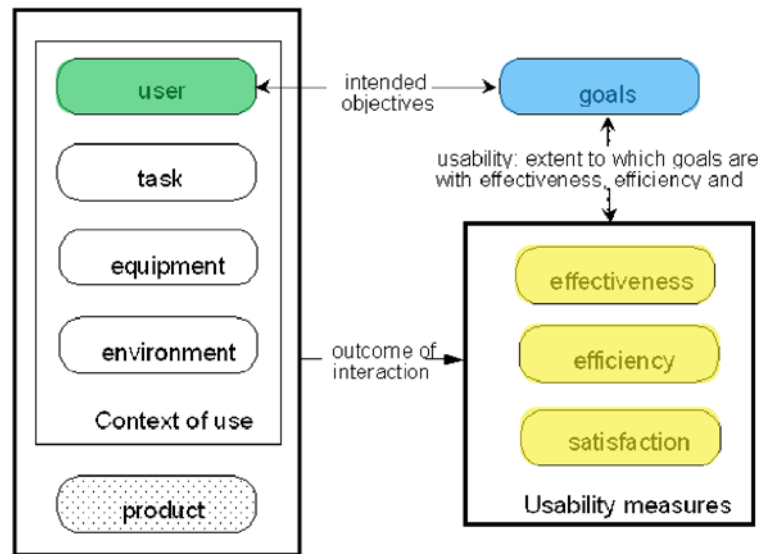 user
intended
objectives
goals
task
usability: extent to which goals are
with effectiveness, efficiency and
equipment
effectiveness
environment
outcome of
interaction
efficiency
Context of use
satisfaction
product
Usability measures